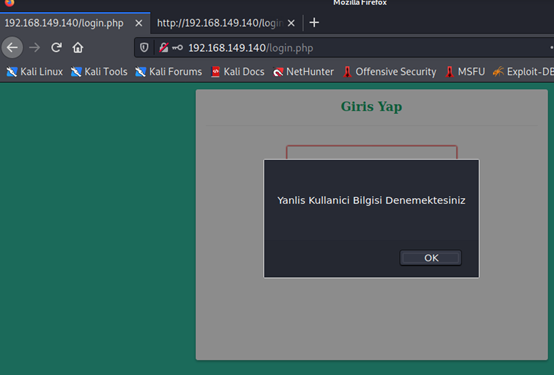 Mozilla Firefox
192.168.149.140/login.php
http://192.168.149.140/login
192.168.149.140/login.php
Kali Linux
Kali Tools
Kali Forums
Kali Docs
NetHunter
Offensive Security
MSFU
Exploit-DB
Giris Yap
Yanlis Kullanici Bilgisi Denemektesiniz
OK